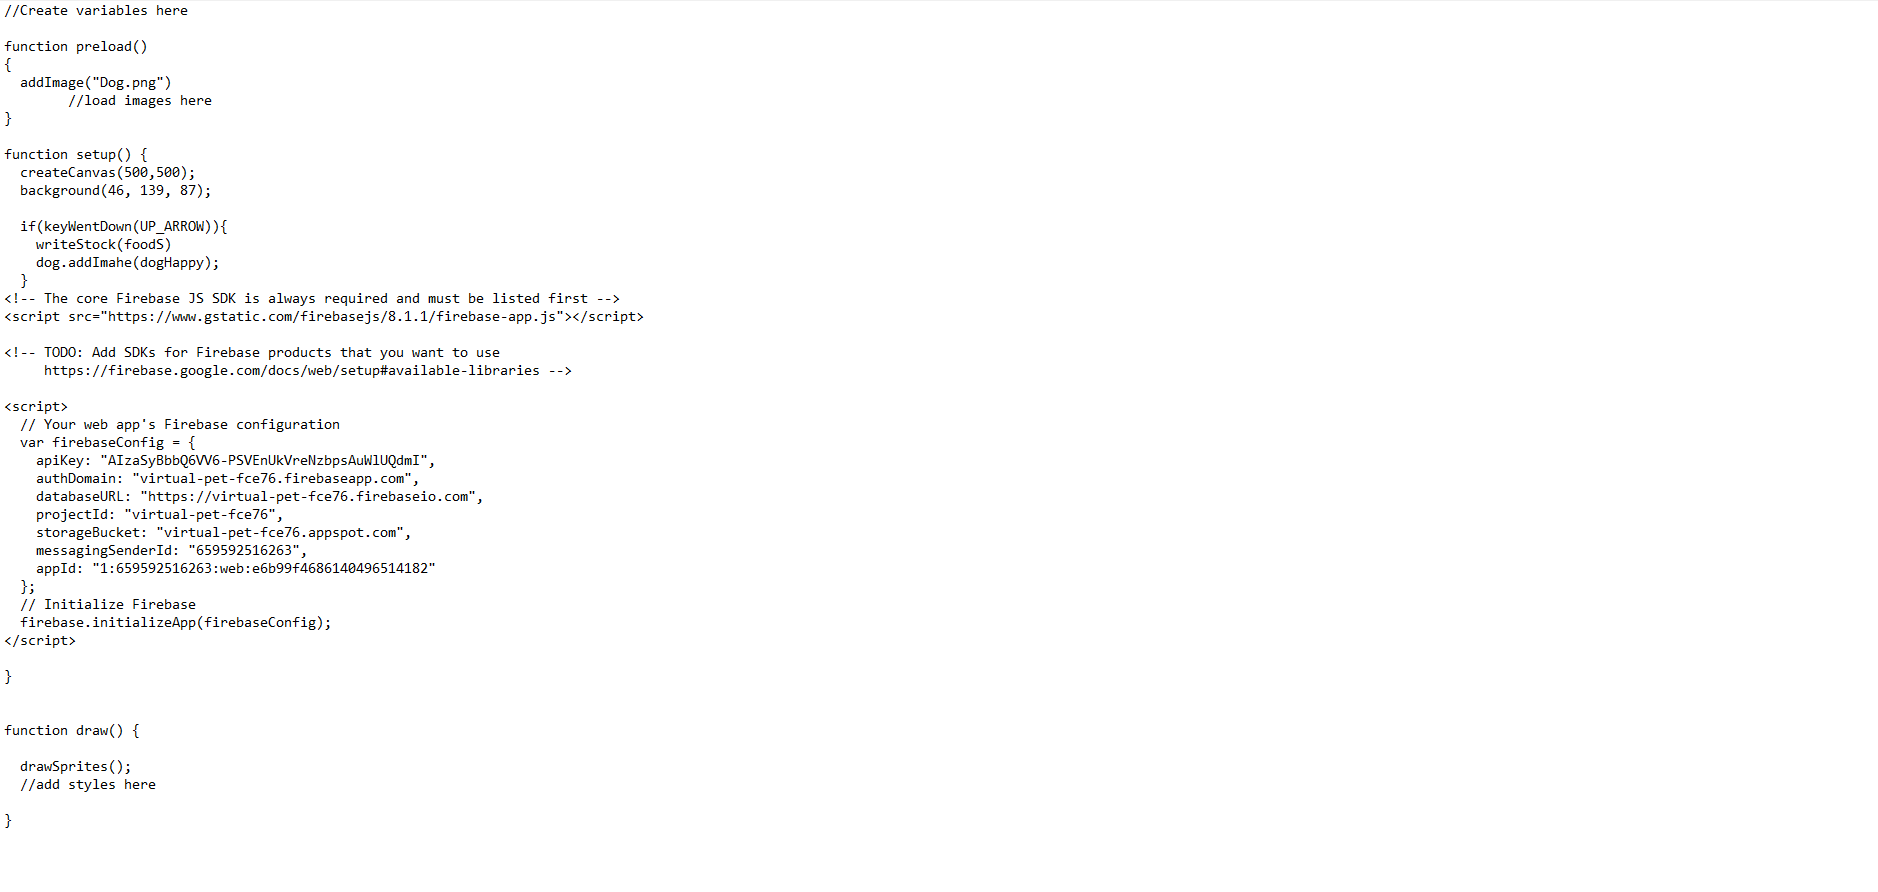 //Create variables here
function preload()
{
addImage("Dog.png")
//load images here
}
function setup() {
createCanvas(500,500);
background(46, 139, 87);
if(keyWentDown(UP_ARROW)){
writeStock(foodS)
dog.addImahe(dogHappy);
}
<!-- The core Firebase JS SDK is always required and must be listed first -->
<script src="https://www.gstatic.com/firebasejs/8.1.1/firebase-app.js"></script>
<!-- TODO: Add SDKs for Firebase products that you want to use
https://firebase.google.com/docs/web/setup#available-libraries -->
<script>
// Your web app's Firebase configuration
var firebaseConfig = {
apiKey: "AIzaSyBbbQ6VV6-PSVEnUkVreNzbpsAuWlUQdmI",
authDomain: "virtual-pet-fce76.firebaseapp.com",
databaseURL: "https://virtual-pet-fce76.firebaseio.com",
projectId: "virtual-pet-fce76",
storageBucket: "virtual-pet-fce76.appspot.com",
messagingSenderId: "659592516263",
appId: "1:659592516263:web:e6b99f4686140496514182"
};
// Initialize Firebase
firebase.initializeApp(firebaseConfig);
</script>
}
function draw() {
drawSprites();
//add styles here
}